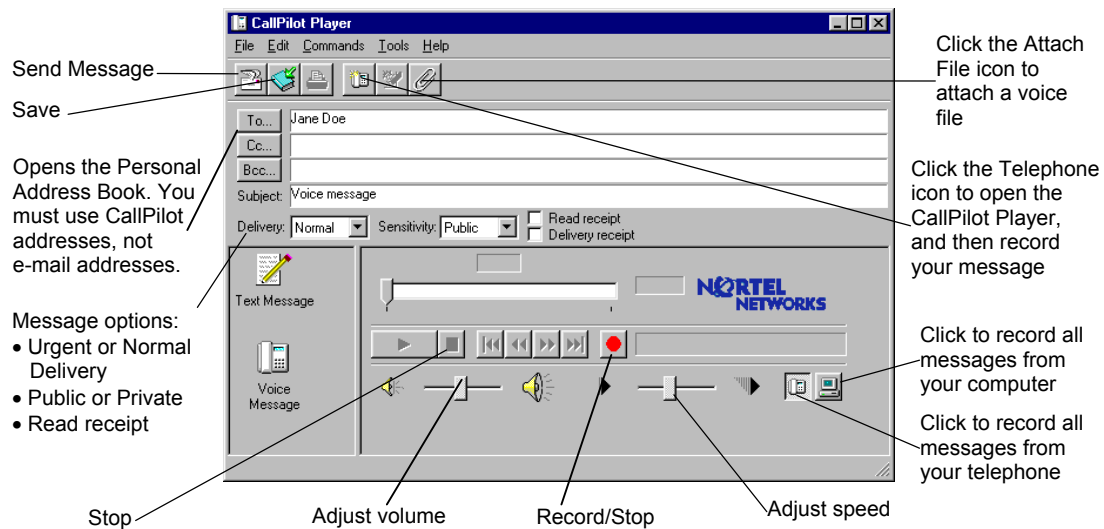 CallPilot Player
File Edit Commands Tools Help
Send Message
Save
Opens the Personal
Address Book. You
must use CallPilot
addresses, not
e-mail addresses.
Message options:
• Urgent or Normal
Delivery
• Public or Private
• Read receipt
To... Jane Doe
Cc...
Bcc...
Subject: Voice message
Delivery: Normal Sensitivity: Public Read receipt
Delivery receipt
Text Message
Voice
Message
NORTEL
NETWORKS
Click the Attach
File icon to
attach a voice
file
Click the Telephone
icon to open the
CallPilot Player,
and then record
your message
Click to record all
messages from
your computer
Click to record all
messages from
your telephone
Stop
Adjust volume
Record/Stop
Adjust speed